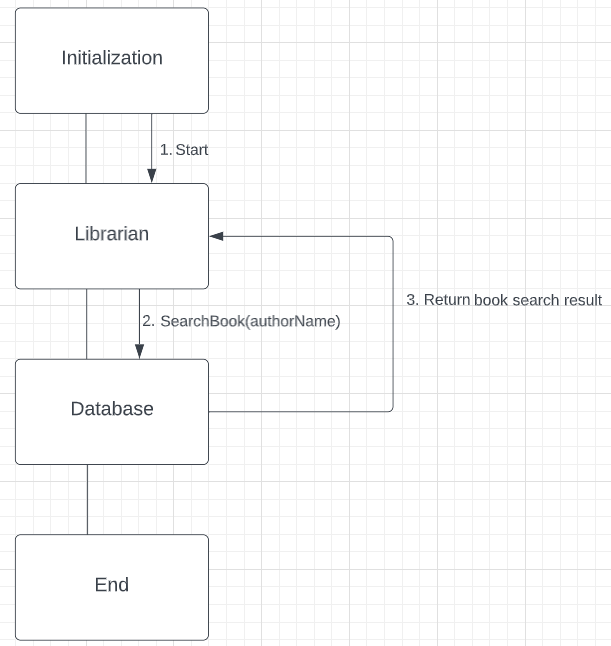 Initialization
1. Start
Librarian
3. Return book search result
2. SearchBook(authorName)
Database
End